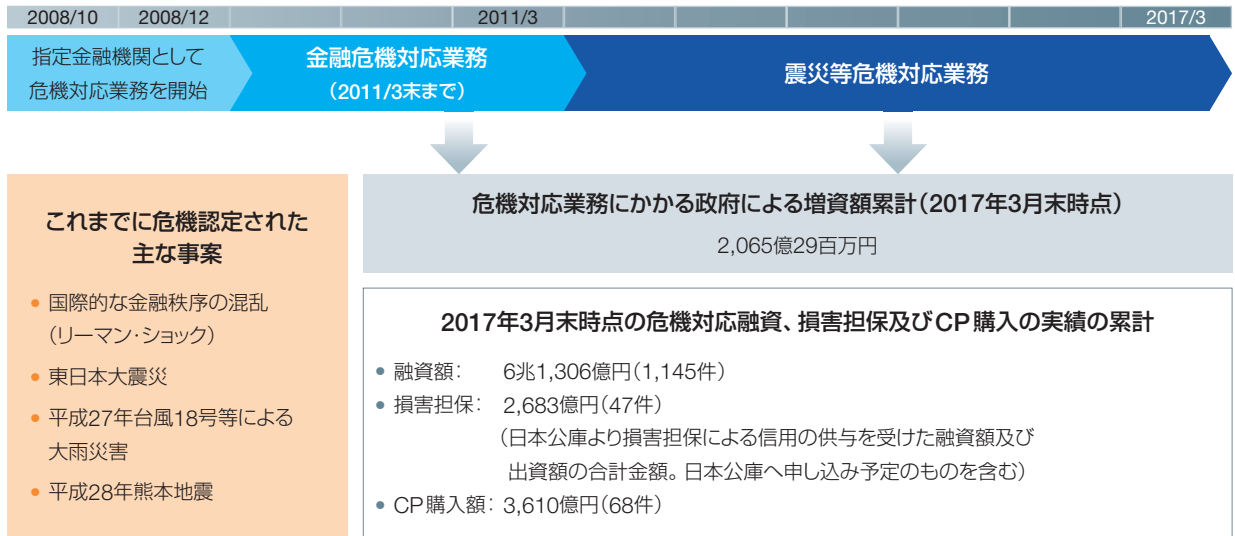 2008/10 2008/12 2011/3 2017/3
指定金融機関として
危機対応業務を開始
金融危機対応業務
（2011/3末まで）
震災等危機対応業務
これまでに危機認定された
主な事案
• 国際的な金融秩序の混乱
（リーマン・ショック）
• 東日本大震災
• 平成27年台風18号等による
大雨災害
• 平成28年熊本地震
危機対応業務にかかる政府による増資額累計（2017年3月末時点）
2,065億29百万円
2017年3月末時点の危機対応融資、損害担保及びCP購入の実績の累計
• 融資額： 6兆1,306億円（1,145件）
• 損害担保： 2,683億円（47件）
（日本公庫より損害担保による信用の供与を受けた融資額及び
出資額の合計金額。日本公庫へ申し込み予定のものを含む）
• CP購入額： 3,610億円（68件）